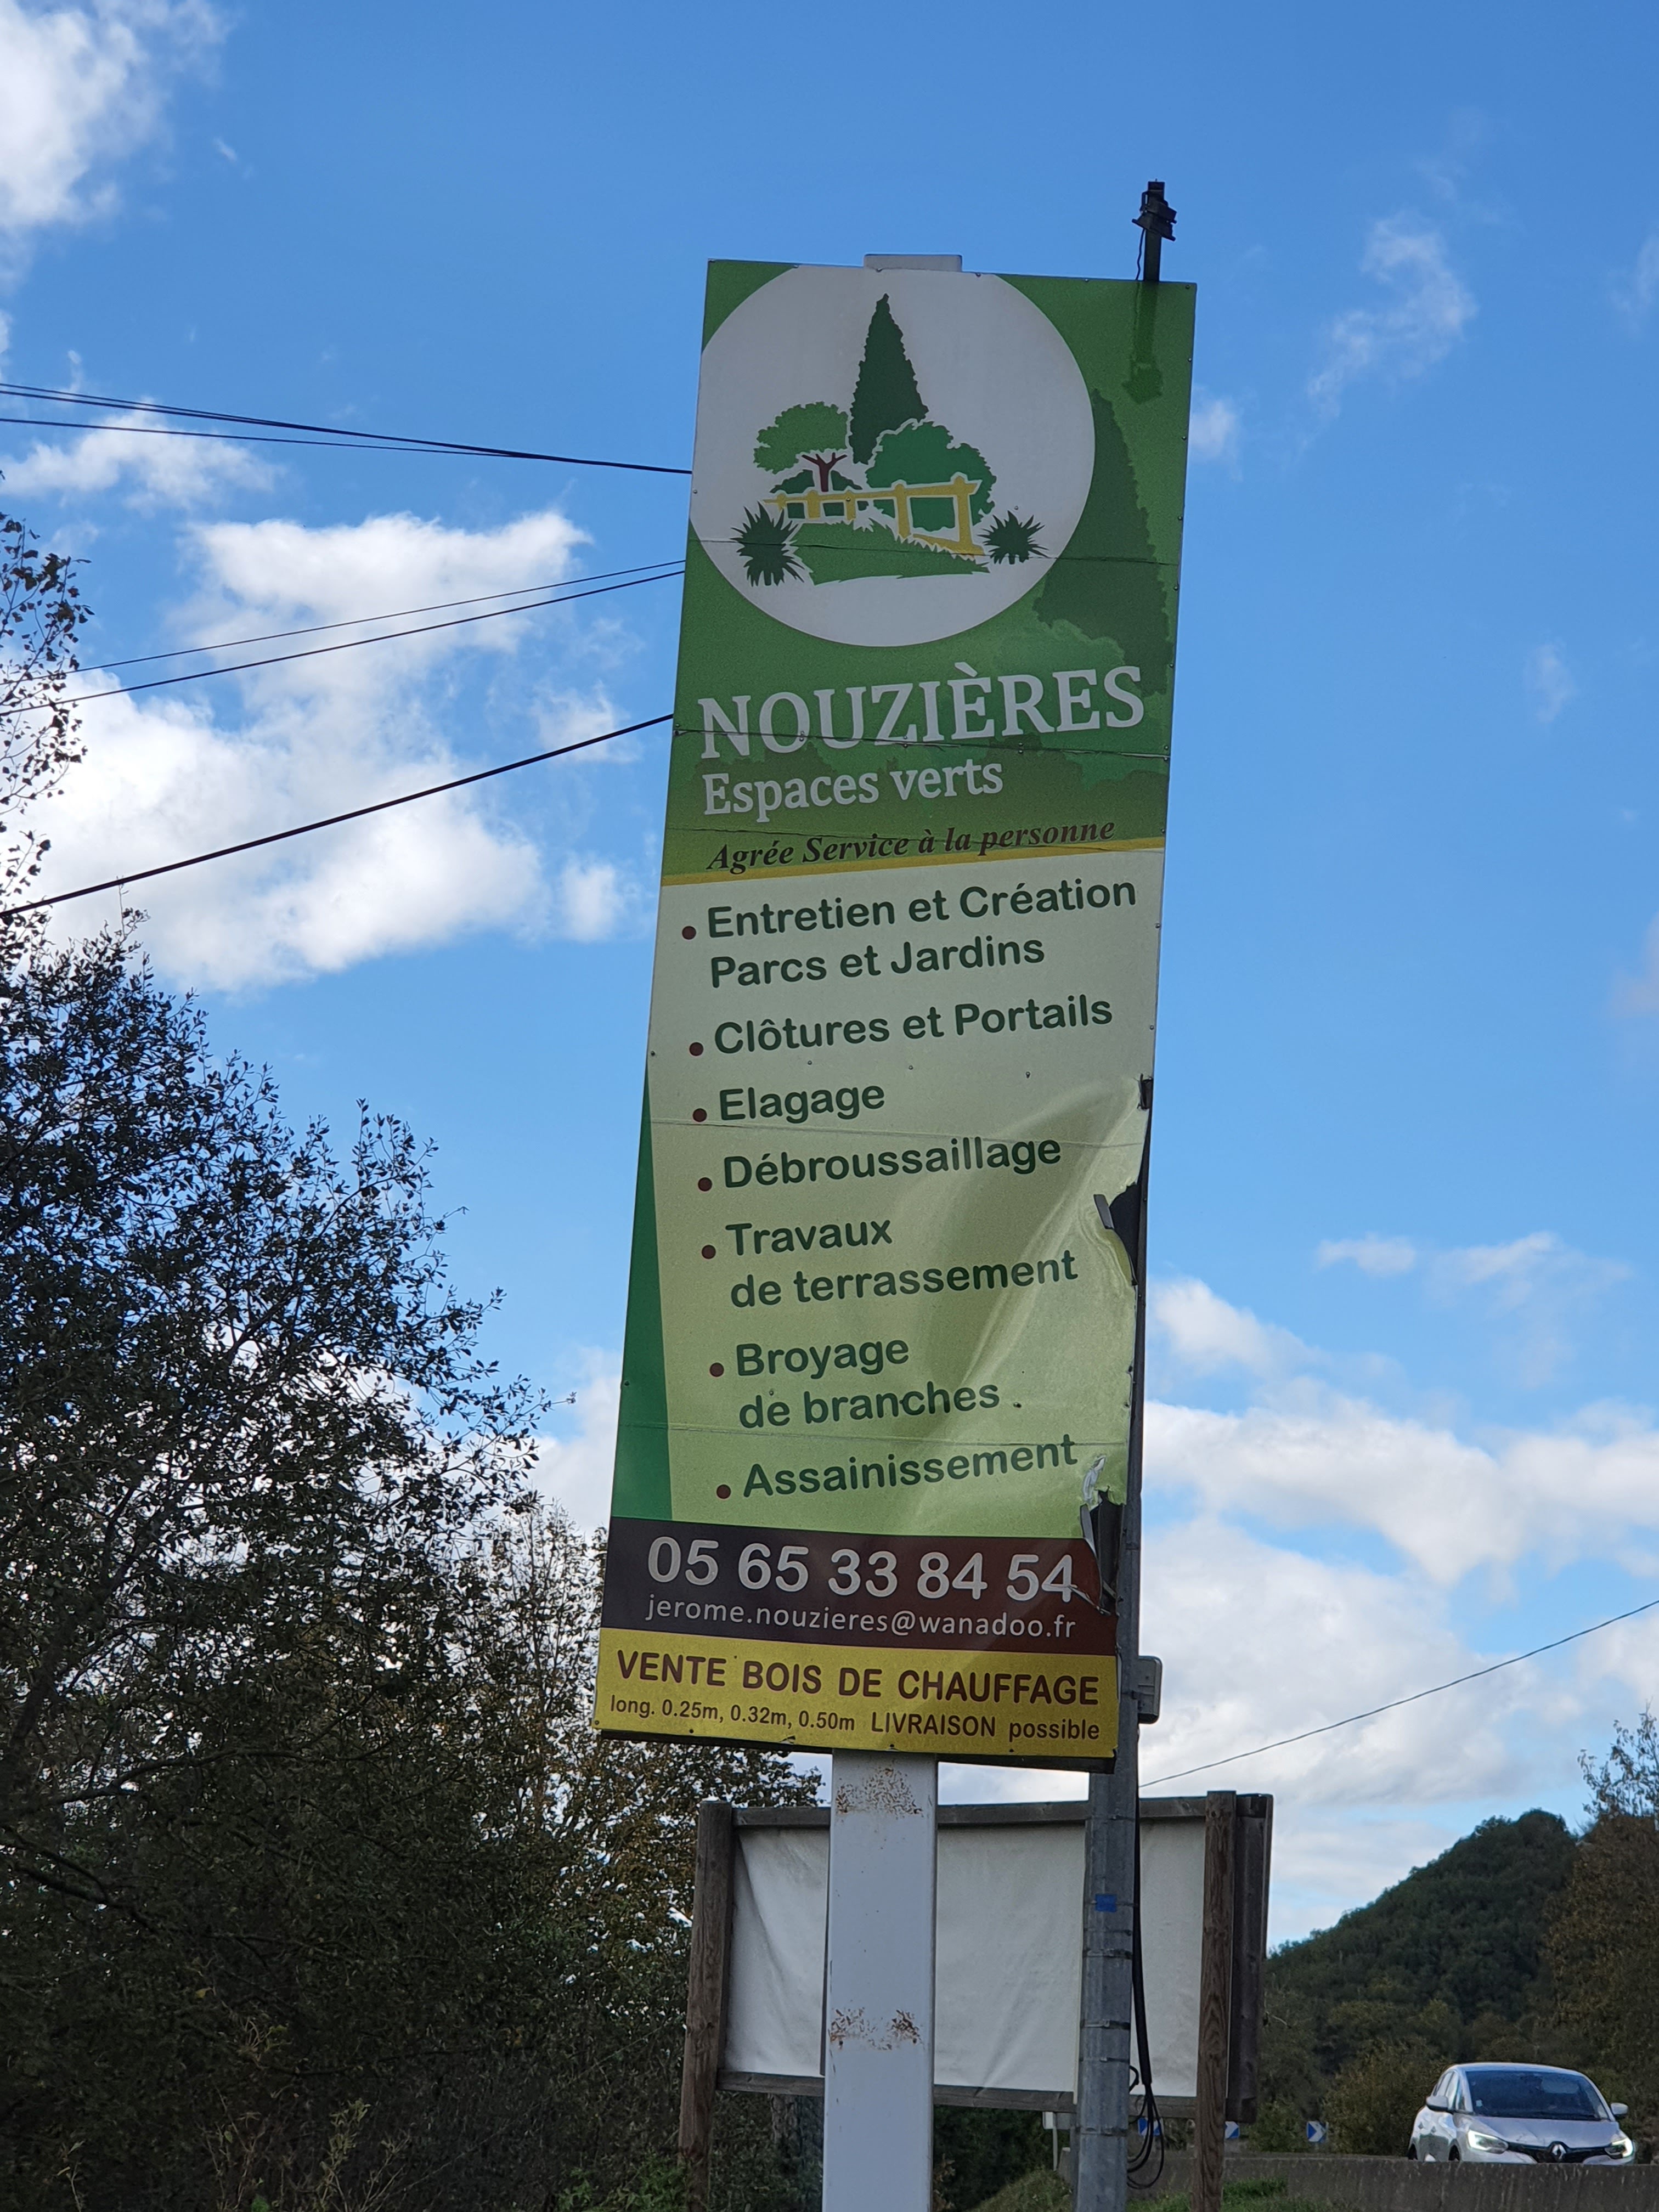 NOUZIÈRES
Espaces verts
Agrée Service à la personne
• Entretien et Création
Parcs et Jardins
• Clôtures et Portails
• Elagage
• Débroussaillage
• Travaux
de terrassement
• Broyage
de branches
• Assainissement
05 65 33 84 54
jerome.nouzieres@wanadoo.fr
VENTE BOIS DE CHAUFFAGE
long. 0.25m, 0.32m, 0.50m LIVRAISON possible